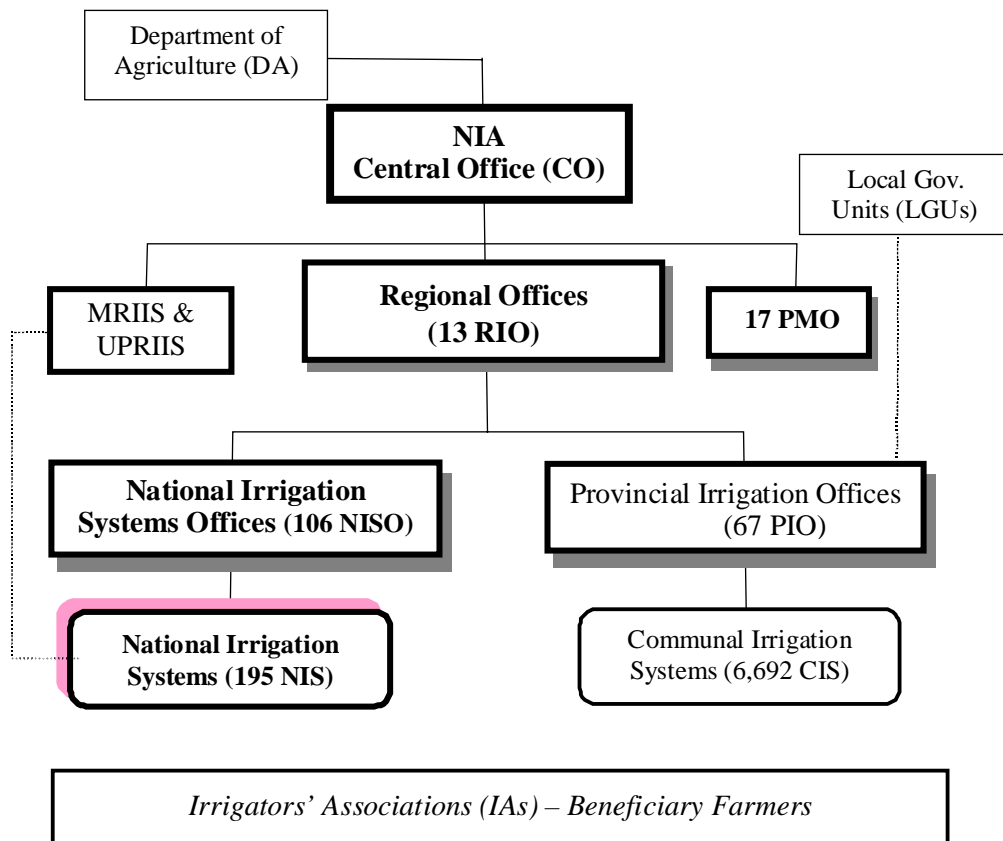 Department of
Agriculture (DA)
NIA
Central Office (CO)
Local Gov.
Units (LGUs)
MRIIS &
UPRIIS
Regional Offices
(13 RIO)
17 PMO
National Irrigation
Systems Offices (106 NISO)
Provincial Irrigation Offices
(67 PIO)
National Irrigation
Systems (195 NIS)
Communal Irrigation
Systems (6,692 CIS)
Irrigators’ Associations (IAs) – Beneficiary Farmers